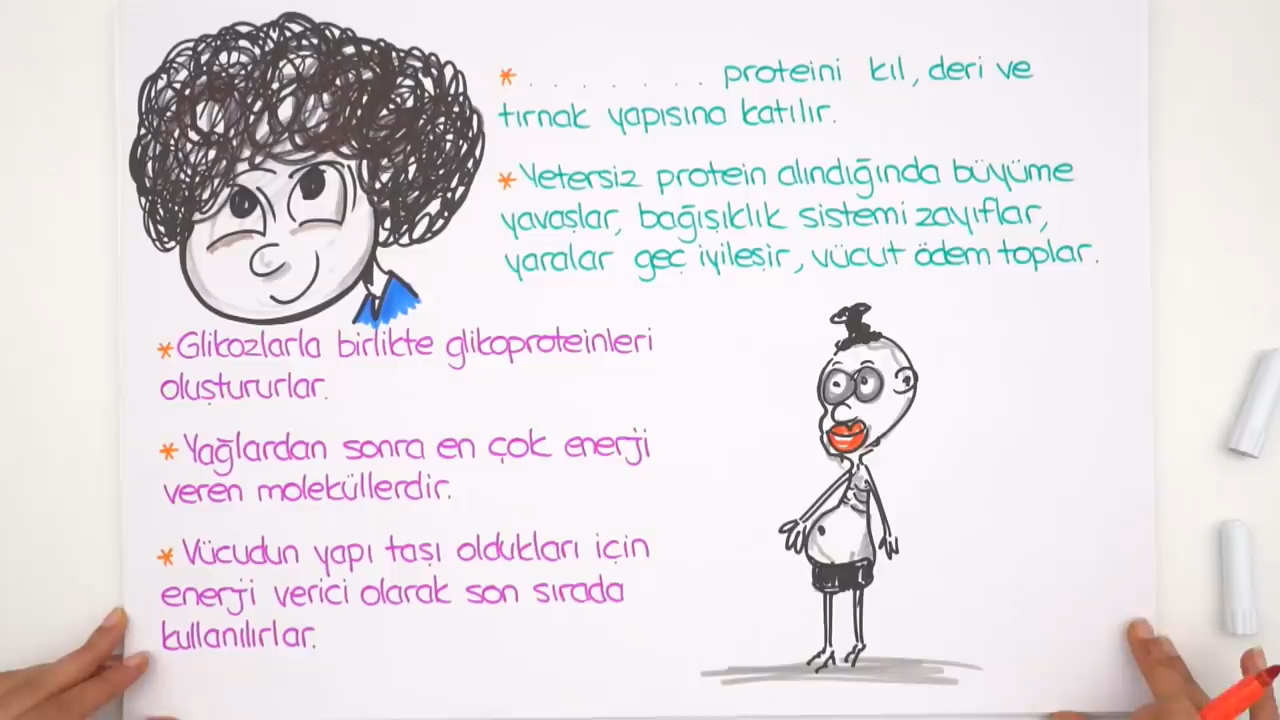 * . . . . . . . proteini kıl, deri ve
tırnak yapısına katılır.
* Yetersiz protein alındığında büyüme
yavaşlar, bağışıklık sistemi zayıflar,
yaralar geç iyileşir, vücut ödem toplar.
* Glikozlarla birlikte glikoproteinleri
oluştururlar.
* Yağlardan sonra en çok enerji
veren moleküllerdir.
* Vücudun yapı taşı oldukları için
enerji verici olarak son sırada
kullanılırlar.